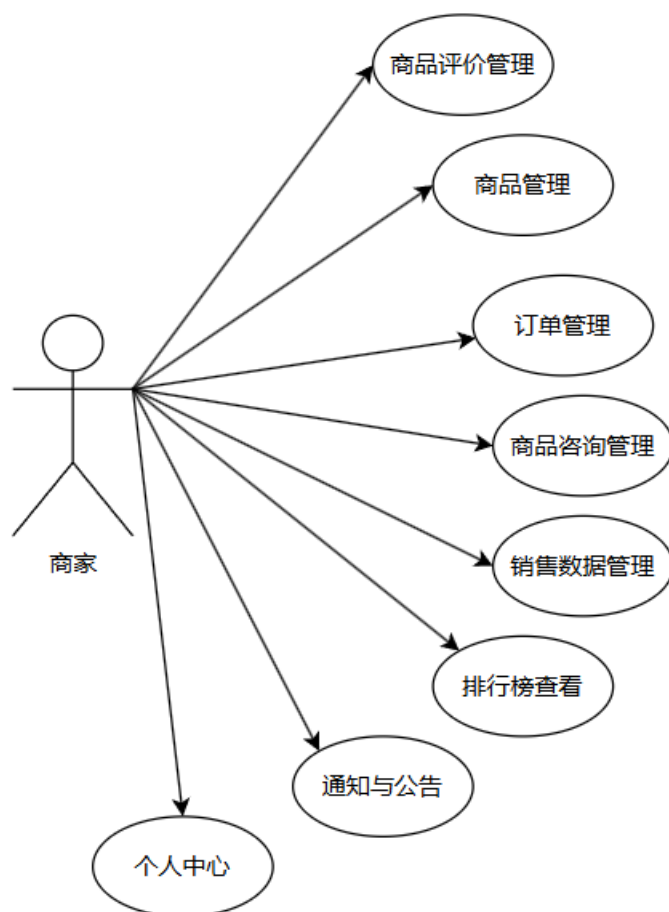 商品评价管理
商品管理
订单管理
商品咨询管理
商家
销售数据管理
排行榜查看
通知与公告
个人中心